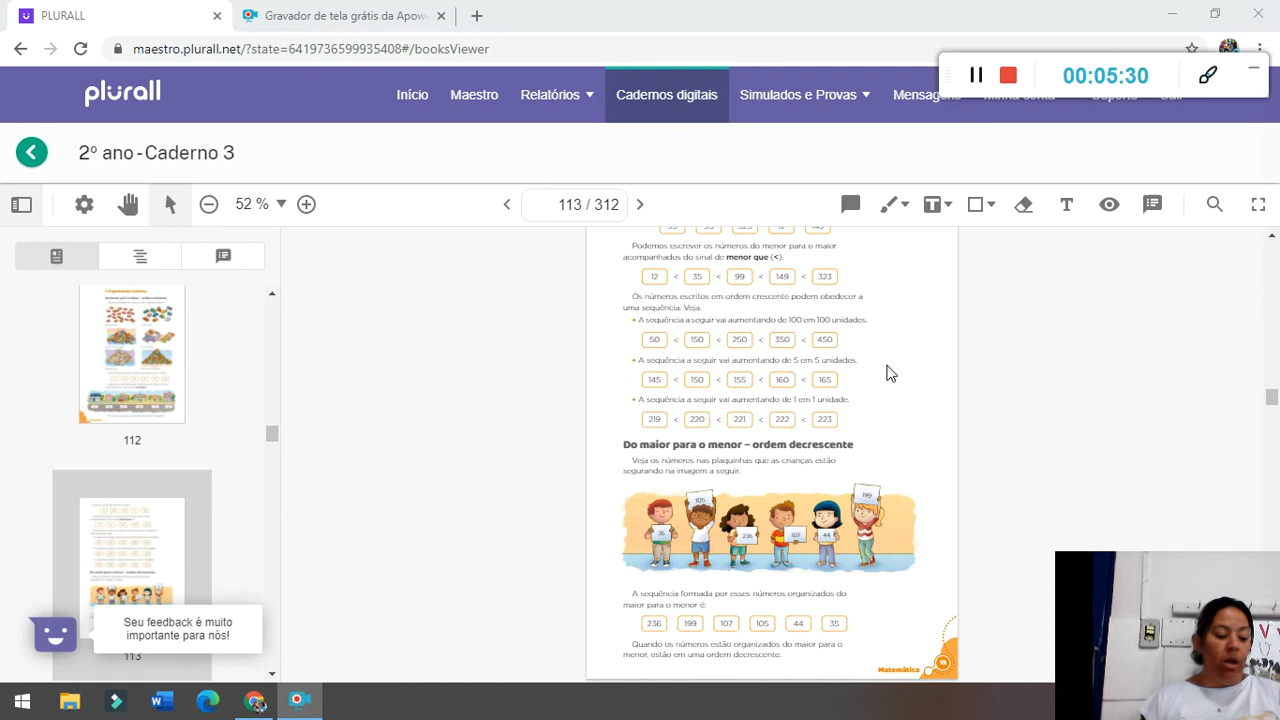 PLURALL
Gravador de tela grátis da Apowe
maestro.plurall.net/?state=6419736599935408#/booksViewer
00:05:30
plurall
Início
Maestro
Relatórios
Cadernos digitais
Simulados e Provas
Mensagens
2º ano - Caderno 3
52 %
113 / 312
Podemos escrever os números do menor para o maior
acompanhados do sinal de menor que (<).
12 < 35 < 99 < 149 < 323
Os números escritos em ordem crescente podem obedecer a
uma sequência. Veja.
• A sequência a seguir vai aumentando de 100 em 100 unidades.
50 < 150 < 250 < 350 < 450
• A sequência a seguir vai aumentando de 5 em 5 unidades.
145 < 150 < 155 < 160 < 165
• A sequência a seguir vai aumentando de 1 em 1 unidade.
219 < 220 < 221 < 222 < 223
Do maior para o menor – ordem decrescente
Veja os números nas plaquinhas que as crianças estão
segurando na imagem a seguir.
35 105 236 107 44 199
A sequência formada por esses números organizados do
maior para o menor é:
236 199 107 105 44 35
Quando os números estão organizados do maior para o
menor, estão em uma ordem decrescente.
Matemática
112
113
Seu feedback é muito
importante para nós!